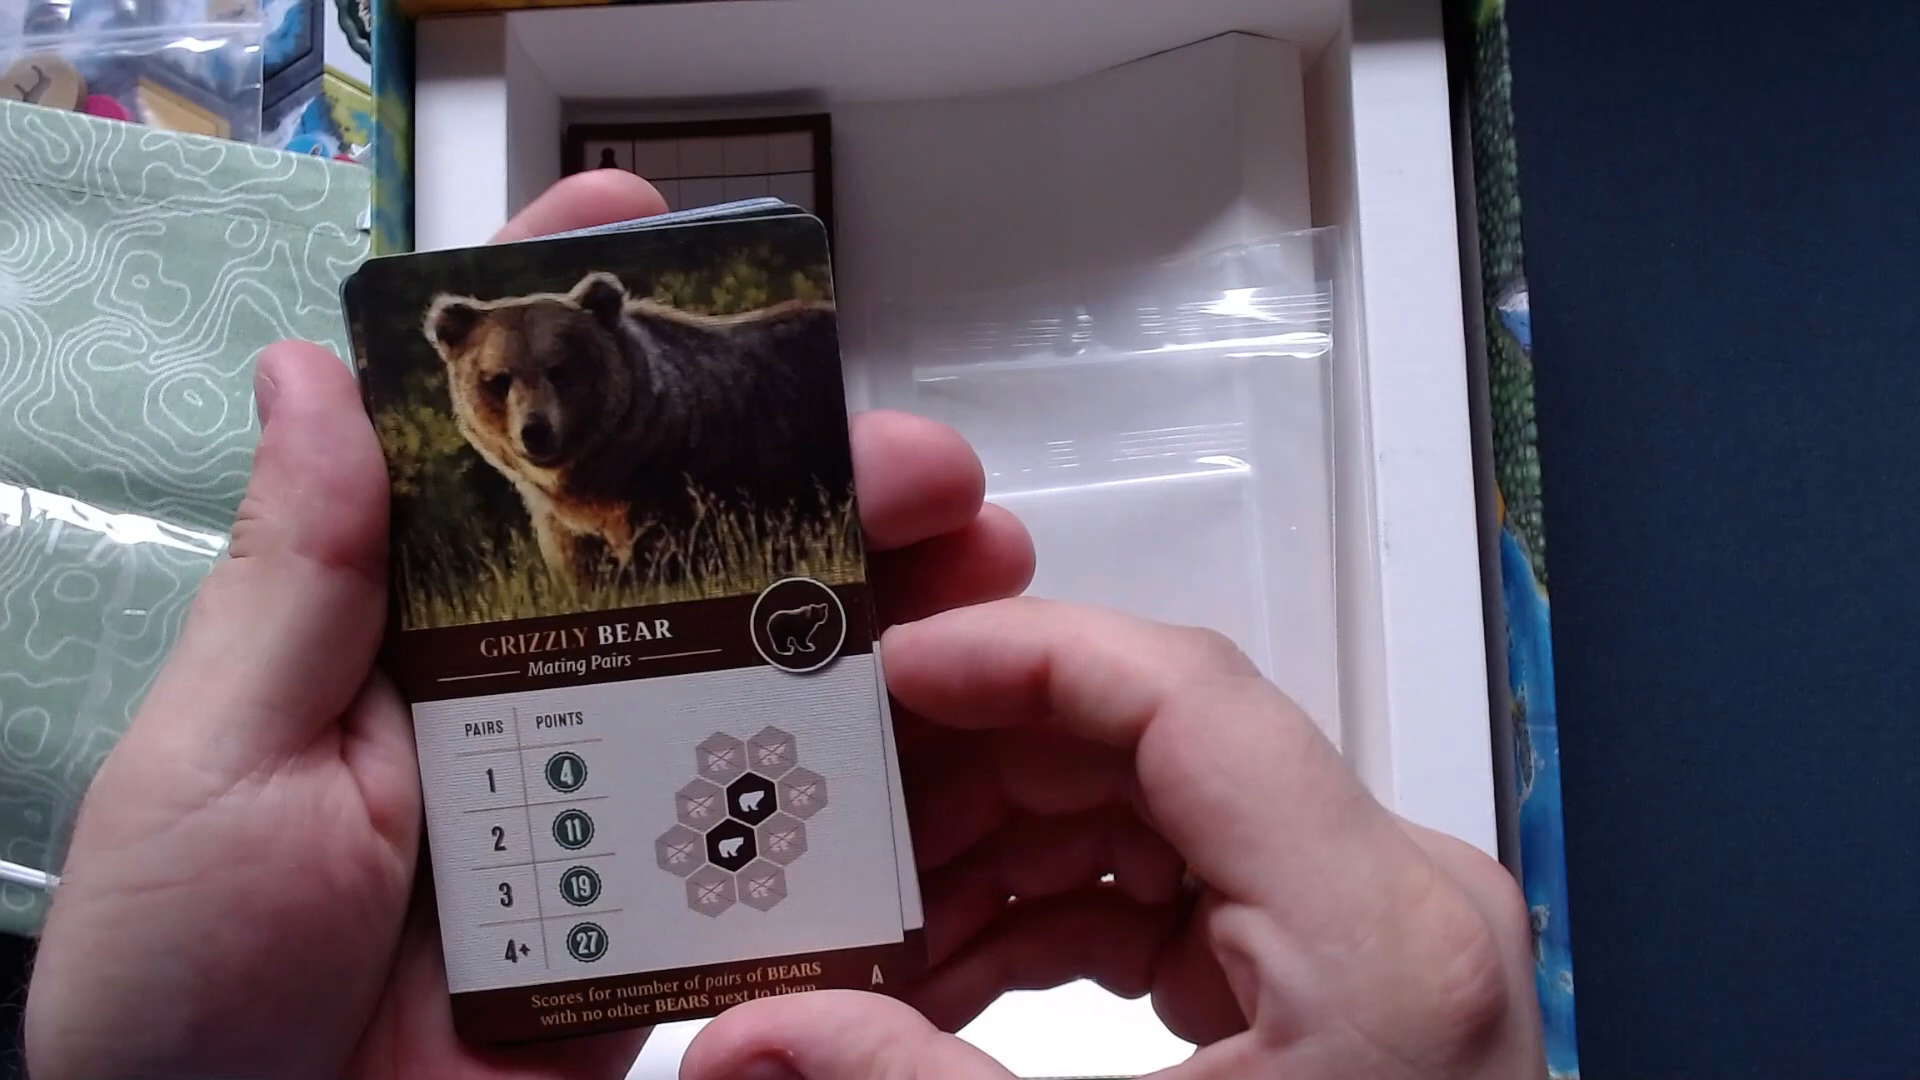 GRIZZLY BEAR
Mating Pairs
PAIRS POINTS
1 4
2 11
3 19
4+ 27
Scores for number of pairs of BEARS
with no other BEARS next to them
A